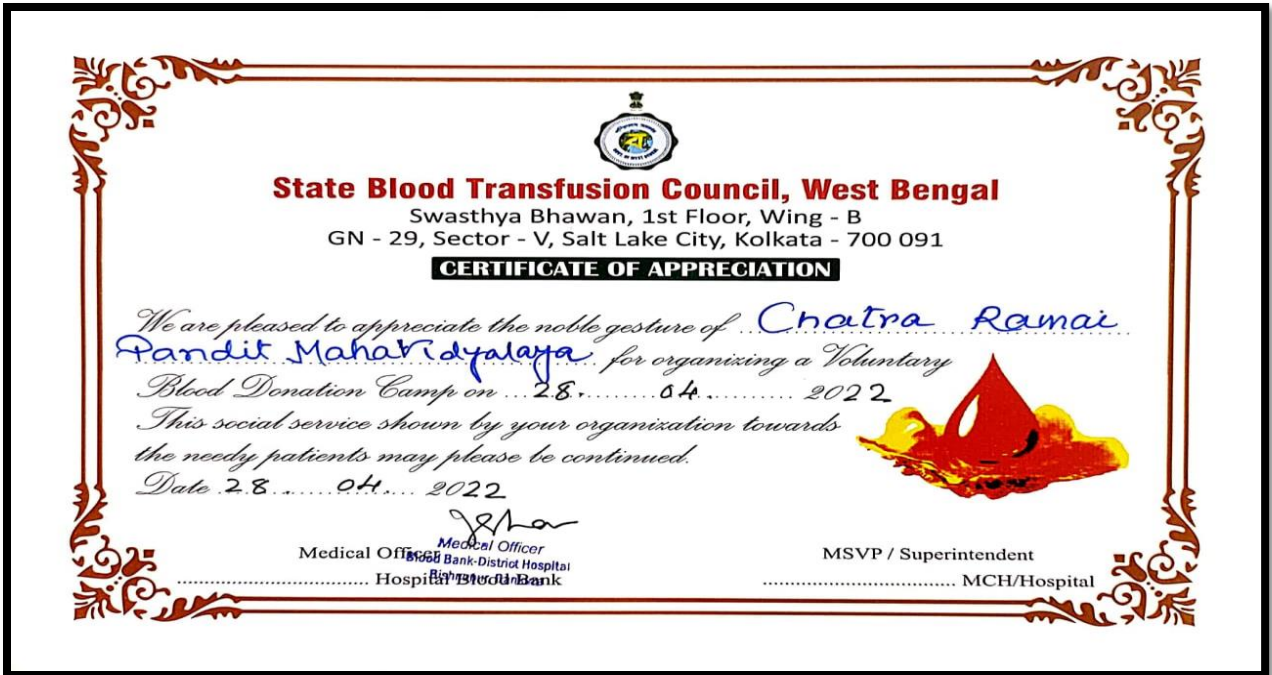 State Blood Transfusion Council, West Bengal
Swasthya Bhawan, 1st Floor, Wing - B
GN - 29, Sector - V, Salt Lake City, Kolkata - 700 091
CERTIFICATE OF APPRECIATION
We are pleased to appreciate the noble gesture of Chatra Ramai
Pandit Mahavidyalaya for organizing a Voluntary
Blood Donation Camp on 28. 04. 2022
This social service shown by your organization towards
the needy patients may please be continued.
Date 28. 04. 2022
Medical Officer
Medical Officer
Blood Bank-District Hospital
Hospital Blood Bank
MSVP / Superintendent
MCH/Hospital